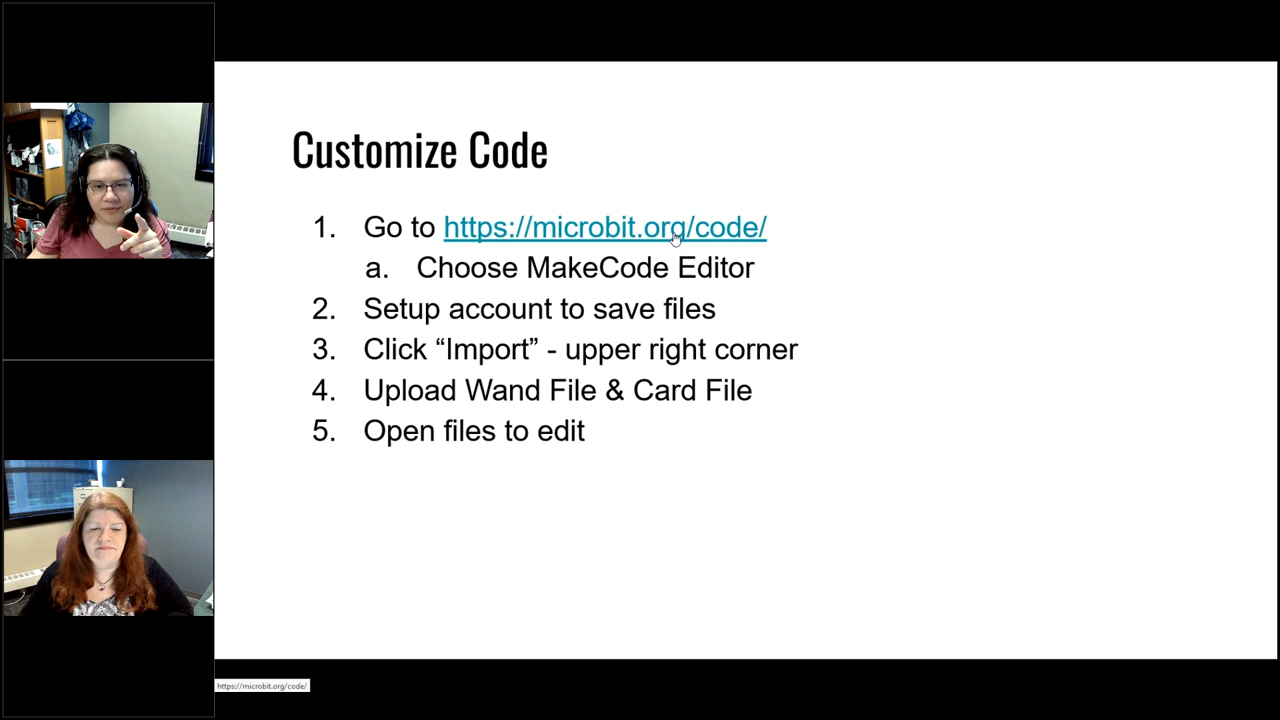 Customize Code
1. Go to https://microbit.org/code/
a. Choose MakeCode Editor
2. Setup account to save files
3. Click “Import” - upper right corner
4. Upload Wand File & Card File
5. Open files to edit
https://microbit.org/code/